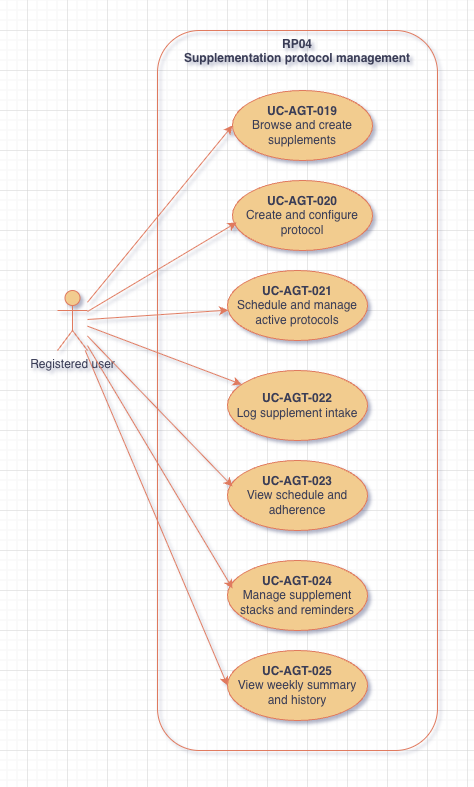 RP04
Supplementation protocol management
UC-AGT-019
Browse and create
supplements
UC-AGT-020
Create and configure
protocol
UC-AGT-021
Schedule and manage
active protocols
Registered user
UC-AGT-022
Log supplement intake
UC-AGT-023
View schedule and
adherence
UC-AGT-024
Manage supplement
stacks and reminders
UC-AGT-025
View weekly summary
and history